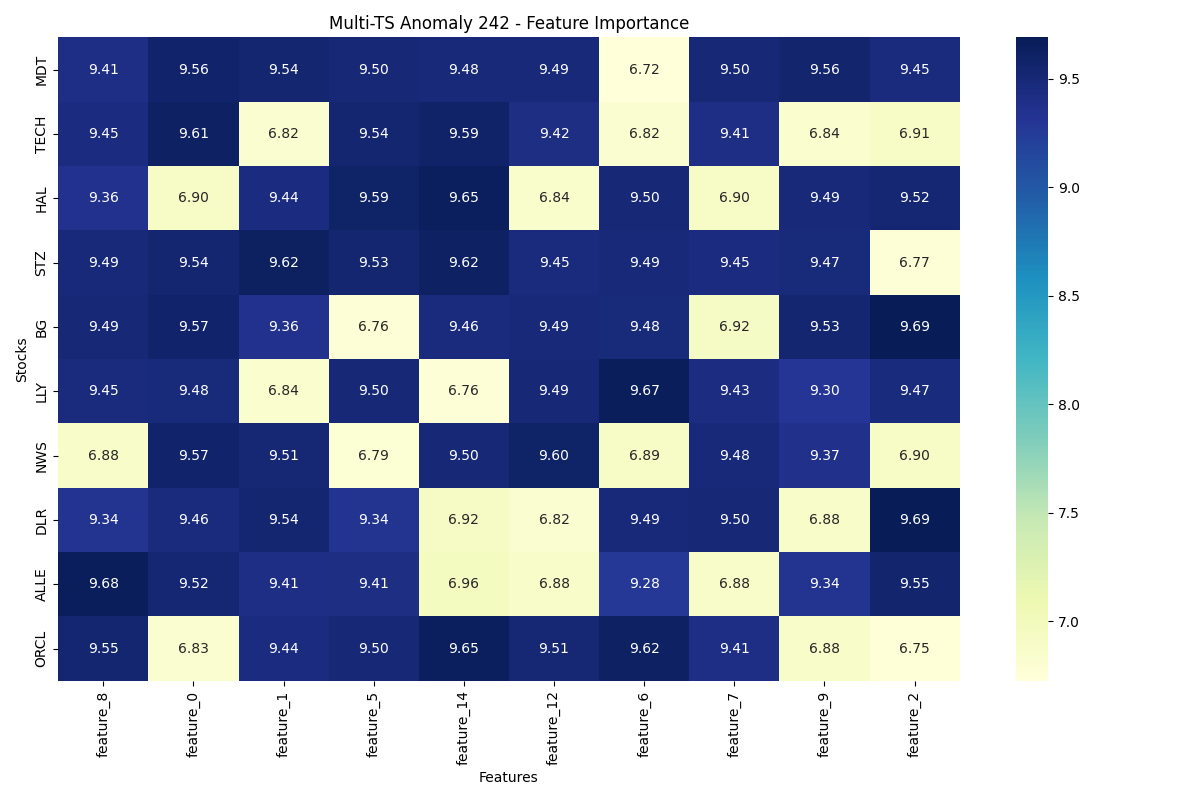 Multi-TS Anomaly 242 - Feature Importance
MDT 9.41 9.56 9.54 9.50 9.48 9.49 6.72 9.50 9.56 9.45
TECH 9.45 9.61 6.82 9.54 9.59 9.42 6.82 9.41 6.84 6.91
HAL 9.36 6.90 9.44 9.59 9.65 6.84 9.50 6.90 9.49 9.52
STZ 9.49 9.54 9.62 9.53 9.62 9.45 9.49 9.45 9.47 6.77
BG 9.49 9.57 9.36 6.76 9.46 9.49 9.48 6.92 9.53 9.69
LLY 9.45 9.48 6.84 9.50 6.76 9.49 9.67 9.43 9.30 9.47
NWS 6.88 9.57 9.51 6.79 9.50 9.60 6.89 9.48 9.37 6.90
DLR 9.34 9.46 9.54 9.34 6.92 6.82 9.49 9.50 6.88 9.69
ALLE 9.68 9.52 9.41 9.41 6.96 6.88 9.28 6.88 9.34 9.55
ORCL 9.55 6.83 9.44 9.50 9.65 9.51 9.62 9.41 6.88 6.75
Stocks
feature_8 feature_0 feature_1 feature_5 feature_14 feature_12 feature_6 feature_7 feature_9 feature_2
Features
9.5
9.0
8.5
8.0
7.5
7.0